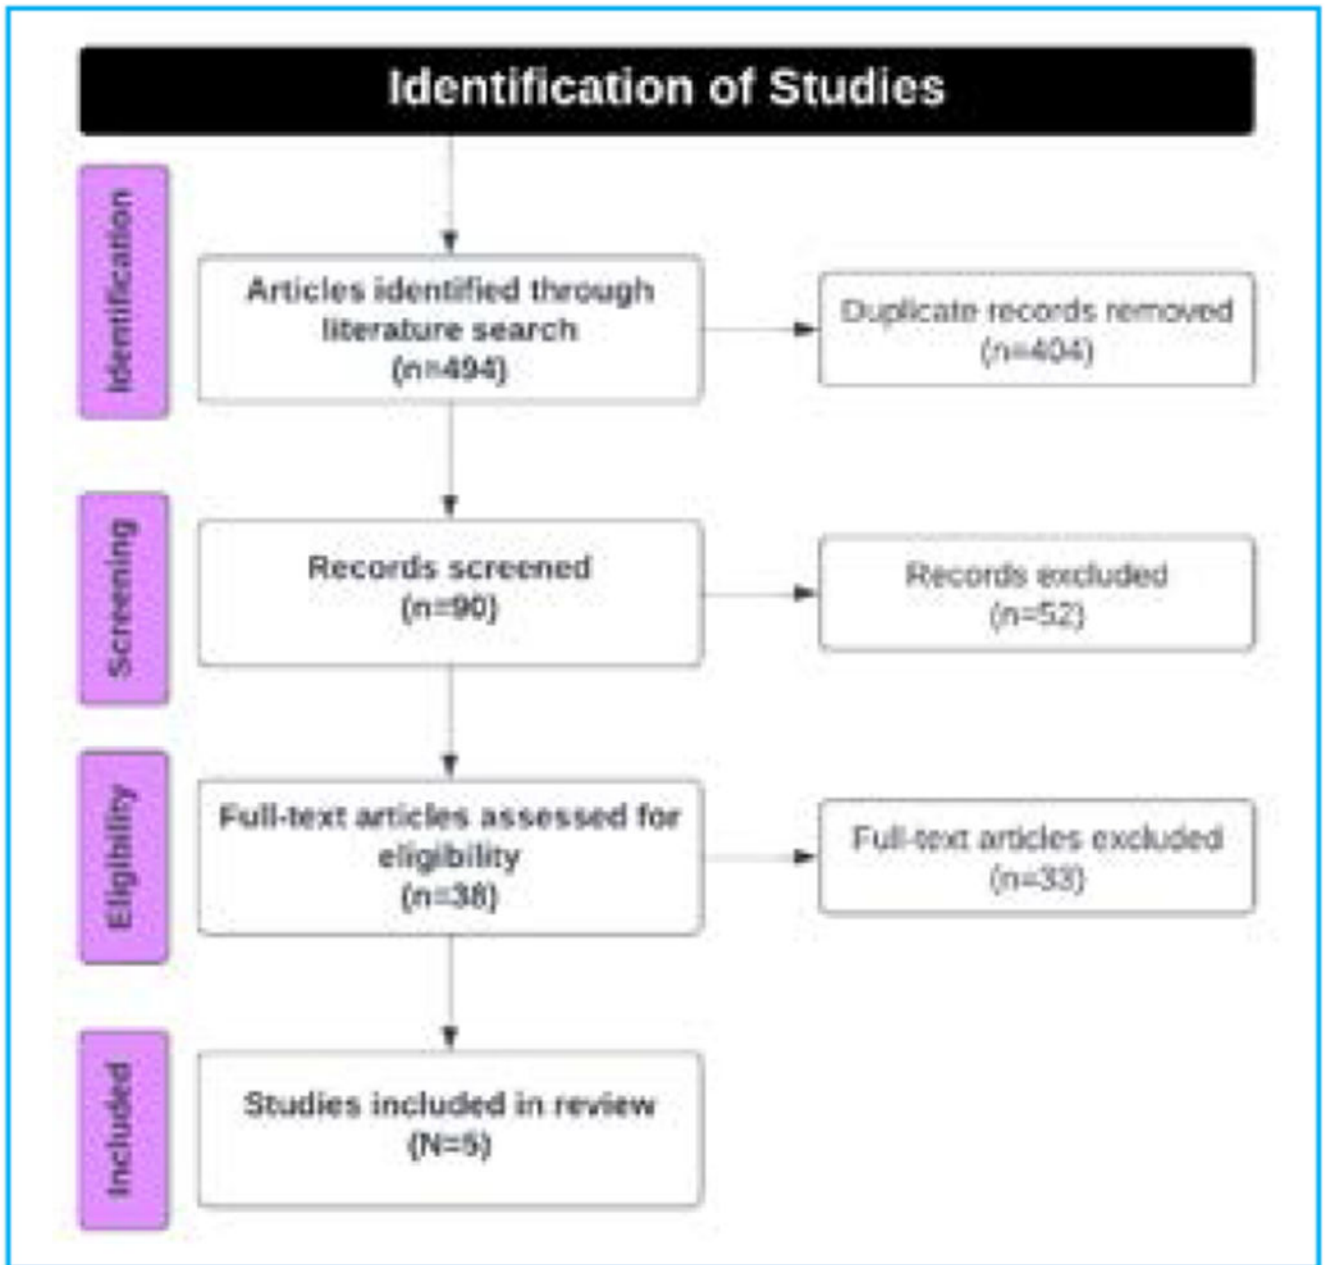 Identification of Studies
Identification
Articles identified through
literature search
(n=494)
Duplicate records removed
(n=404)
Screening
Records screened
(n=90)
Records excluded
(n=52)
Eligibility
Full-text articles assessed for
eligibility
(n=38)
Full-text articles excluded
(n=33)
Included
Studies included in review
(N=5)